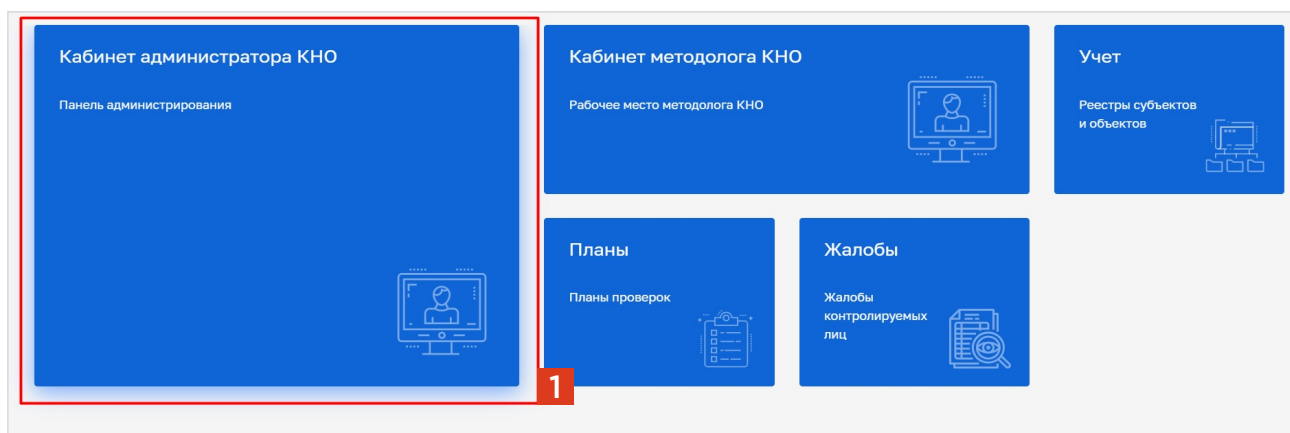 Кабинет администратора КНО
Панель администрирования
Кабинет методолога КНО
Рабочее место методолога КНО
Учет
Реестры субъектов
и объектов
Планы
Планы проверок
Жалобы
Жалобы
контролируемых
лиц
1